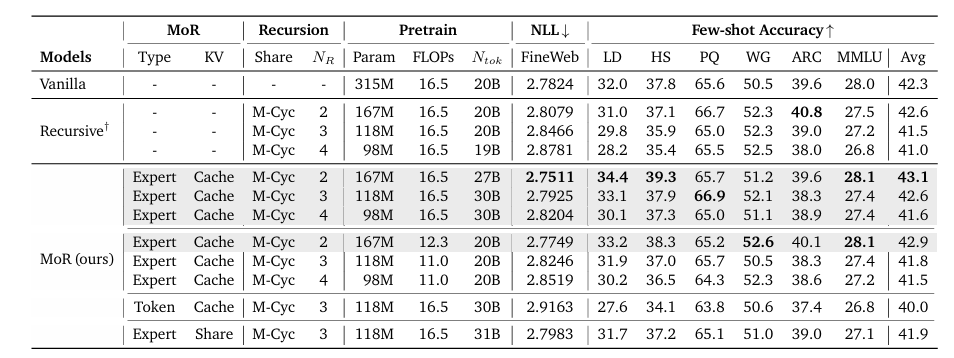 MoR Recursion Pretrain NLL↓ Few-shot Accuracy↑
Models Type KV Share N_R Param FLOPs N_tok FineWeb LD HS PQ WG ARC MMLU Avg
Vanilla - - - - 315M 16.5 20B 2.7824 32.0 37.8 65.6 50.5 39.6 28.0 42.3
- - M-Cyc 2 167M 16.5 20B 2.8079 31.0 37.1 66.7 52.3 40.8 27.5 42.6
Recursive† - - M-Cyc 3 118M 16.5 20B 2.8466 29.8 35.9 65.0 52.3 39.0 27.2 41.5
- - M-Cyc 4 98M 16.5 19B 2.8781 28.2 35.4 65.5 52.5 38.0 26.8 41.0
Expert Cache M-Cyc 2 167M 16.5 27B 2.7511 34.4 39.3 65.7 51.2 39.6 28.1 43.1
Expert Cache M-Cyc 3 118M 16.5 30B 2.7925 33.1 37.9 66.9 52.1 38.3 27.4 42.6
Expert Cache M-Cyc 4 98M 16.5 30B 2.8204 30.1 37.3 65.0 51.1 38.9 27.4 41.6
Expert Cache M-Cyc 2 167M 12.3 20B 2.7749 33.2 38.3 65.2 52.6 40.1 28.1 42.9
MoR (ours) Expert Cache M-Cyc 3 118M 11.0 20B 2.8246 31.9 37.0 65.7 50.5 38.3 27.4 41.8
Expert Cache M-Cyc 4 98M 11.0 20B 2.8519 30.2 36.5 64.3 52.3 38.6 27.2 41.5
Token Cache M-Cyc 3 118M 16.5 30B 2.9163 27.6 34.1 63.8 50.6 37.4 26.8 40.0
Expert Share M-Cyc 3 118M 16.5 31B 2.7983 31.7 37.2 65.1 51.0 39.0 27.1 41.9